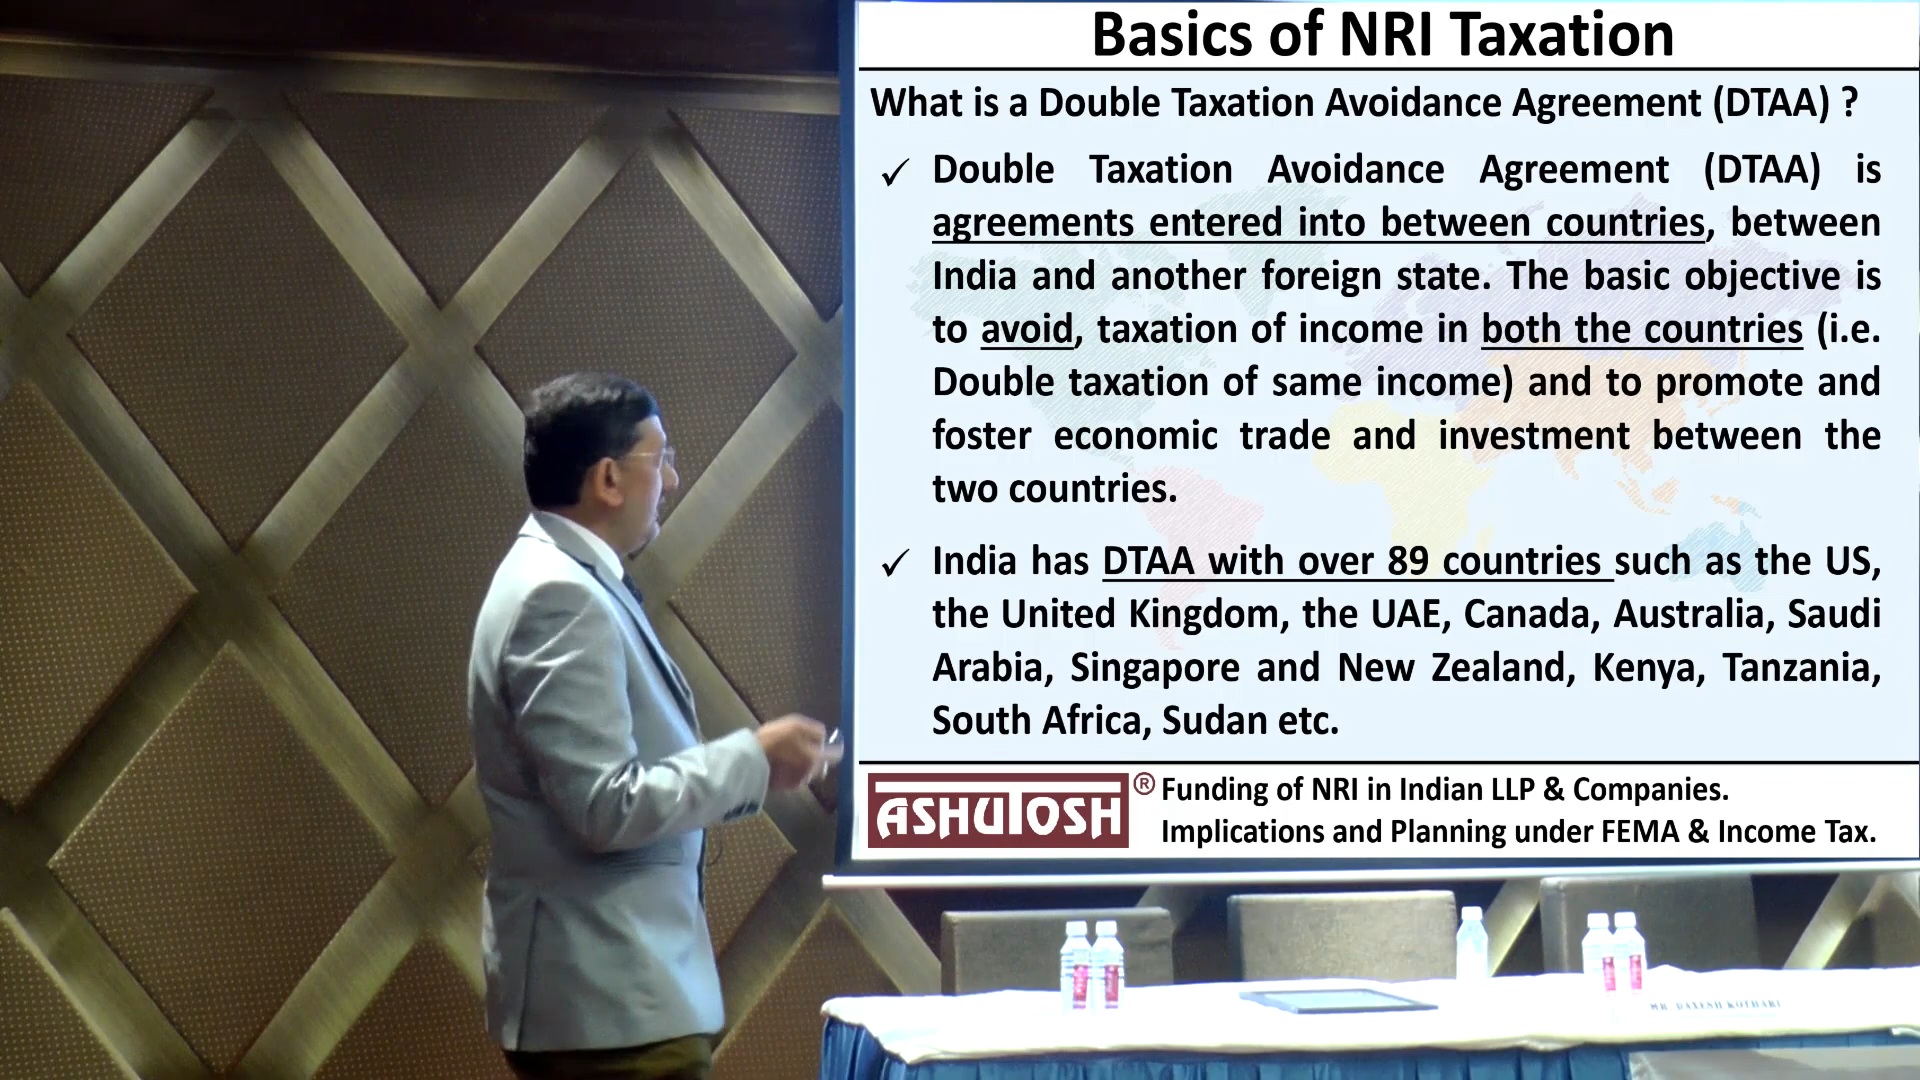 Basics of NRI Taxation
What is a Double Taxation Avoidance Agreement (DTAA) ?
✓ Double Taxation Avoidance Agreement (DTAA) is
agreements entered into between countries, between
India and another foreign state. The basic objective is
to avoid, taxation of income in both the countries (i.e.
Double taxation of same income) and to promote and
foster economic trade and investment between the
two countries.
✓ India has DTAA with over 89 countries such as the US,
the United Kingdom, the UAE, Canada, Australia, Saudi
Arabia, Singapore and New Zealand, Kenya, Tanzania,
South Africa, Sudan etc.
ASHUTOSH®
Funding of NRI in Indian LLP & Companies.
Implications and Planning under FEMA & Income Tax.
MR. DAXESH KOTHARI